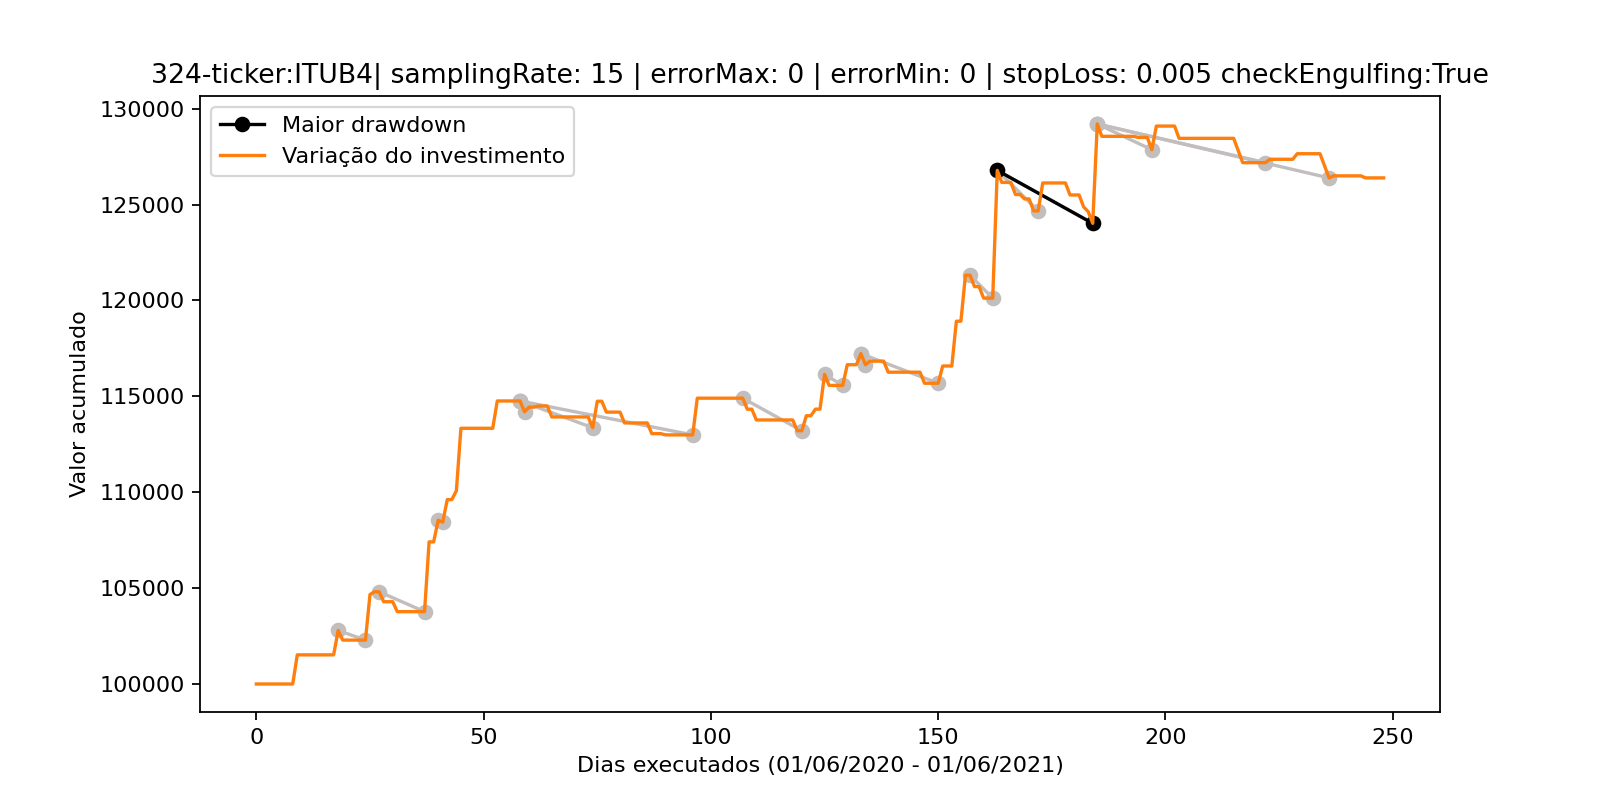 324-ticker:ITUB4| samplingRate: 15 | errorMax: 0 | errorMin: 0 | stopLoss: 0.005 checkEngulfing:True
Maior drawdown
Variação do investimento
130000
125000
120000
115000
110000
105000
100000
Valor acumulado
0 50 100 150 200 250
Dias executados (01/06/2020 - 01/06/2021)